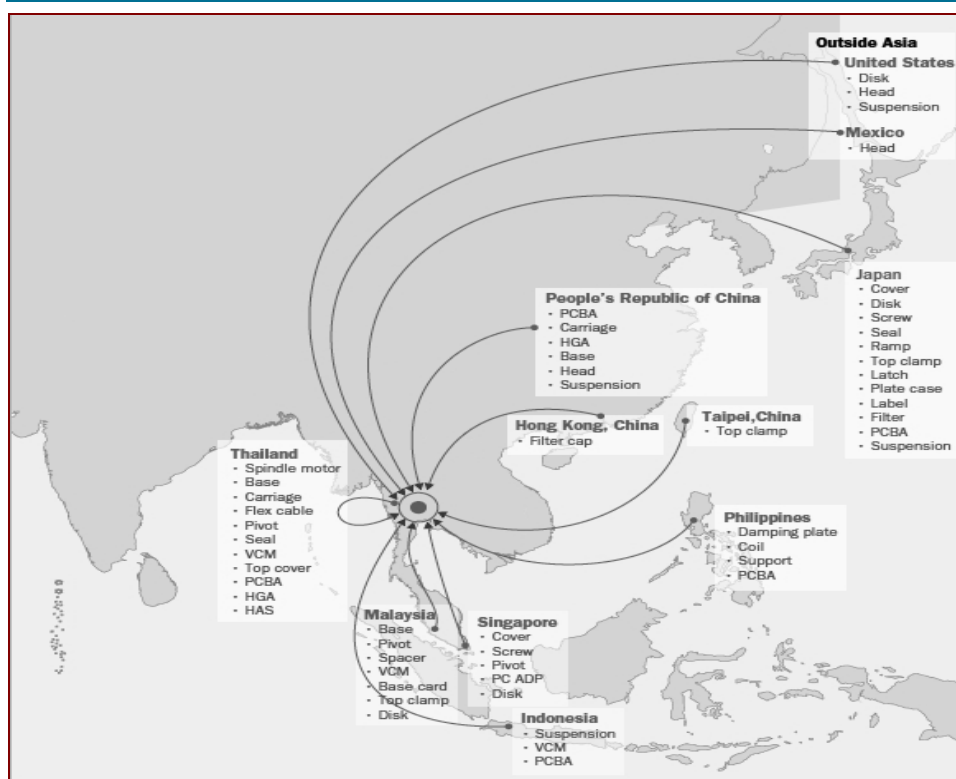 Outside Asia
United States
- Disk
- Head
- Suspension
Mexico
- Head
Japan
- Cover
- Disk
- Screw
- Seal
- Ramp
- Top clamp
- Latch
- Plate case
- Label
- Filter
- PCBA
- Suspension
People's Republic of China
- PCBA
- Carriage
- HGA
- Base
- Head
- Suspension
Hong Kong, China
- Filter cap
Taipei,China
- Top clamp
Thailand
- Spindle motor
- Base
- Carriage
- Flex cable
- Pivot
- Seal
- VCM
- Top cover
- PCBA
- HGA
- HAS
Philippines
- Damping plate
- Coil
- Support
- PCBA
Malaysia
- Base
- Pivot
- Spacer
- VCM
- Base card
- Top clamp
- Disk
Singapore
- Cover
- Screw
- Pivot
- PC ADP
- Disk
Indonesia
- Suspension
- VCM
- PCBA